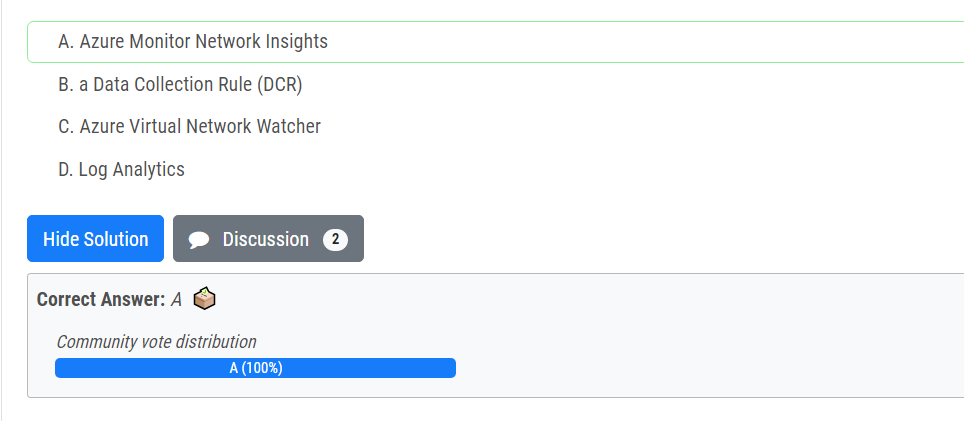 A. Azure Monitor Network Insights
B. a Data Collection Rule (DCR)
C. Azure Virtual Network Watcher
D. Log Analytics
Hide Solution Discussion 2
Correct Answer: A
Community vote distribution
A (100%)